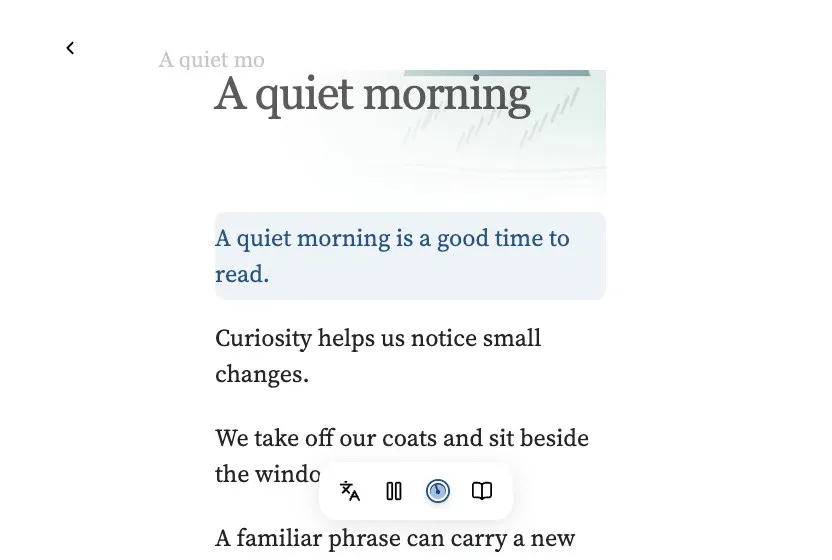 A quiet mo
A quiet morning
A quiet morning is a good time to
read.
Curiosity helps us notice small
changes.
We take off our coats and sit beside
the windo
A familiar phrase can carry a new